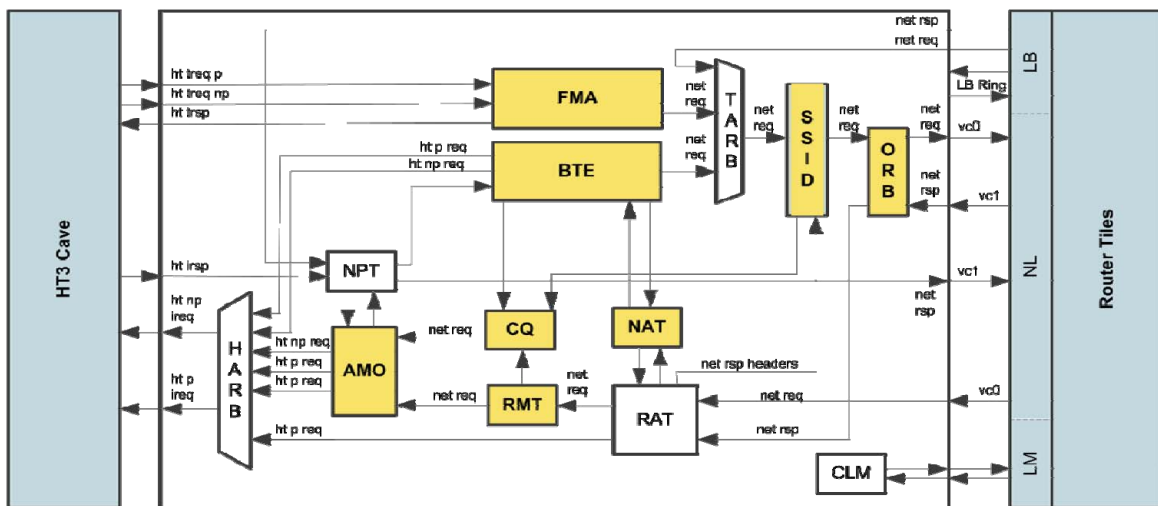 net rsp
net req
LB
LB Ring
ht treq p
ht treq np
ht trsp
FMA
net
req
TARB
net
req
SSID
net
req
ORB
net
req
vc0
ht p req
ht np req
BTE
net
req
net
rsp
vc1
HT3 Cave
ht irsp
NPT
vc1
net
rsp
NL
Router Tiles
ht np
ireq
HARB
ht np req
ht p req
ht p req
AMO
net req
CQ
NAT
net rsp headers
ht p
ireq
net req
RMT
net
req
RAT
net req
vc0
ht p req
net rsp
CLM
LM